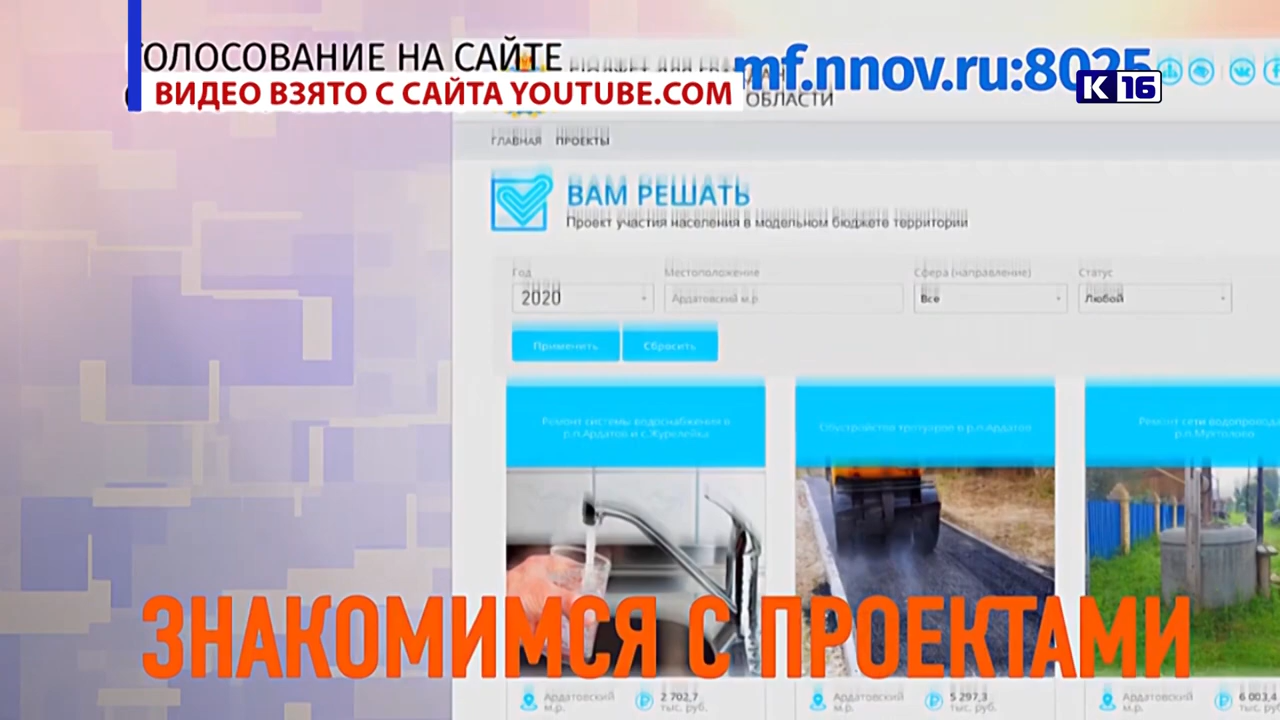 ГОЛОСОВАНИЕ НА САЙТЕ
mf.nnov.ru:8025
ВИДЕО ВЗЯТО С САЙТА YOUTUBE.COM
ОБЛАСТИ
К 16
ГЛАВНАЯ ПРОЕКТЫ
ВАМ РЕШАТЬ
Проект участия населения в модельном бюджете территории
Год Местоположение Сфера (направление) Статус
2020 Ардатовский м.р. Все Любой
Применить Сбросить
Ремонт системы водоснабжения в
р.п.Ардатов и с.Журелейка
Обустройство тротуаров в р.п.Ардатов
Ремонт сети водопровода
р.п.Мухтолово
ЗНАКОМИМСЯ С ПРОЕКТАМИ
Ардатовский
м.р.
2 702,7
тыс. руб.
Ардатовский
м.р.
5 297,3
тыс. руб.
Ардатовский
м.р.
6 003,4
тыс. руб.